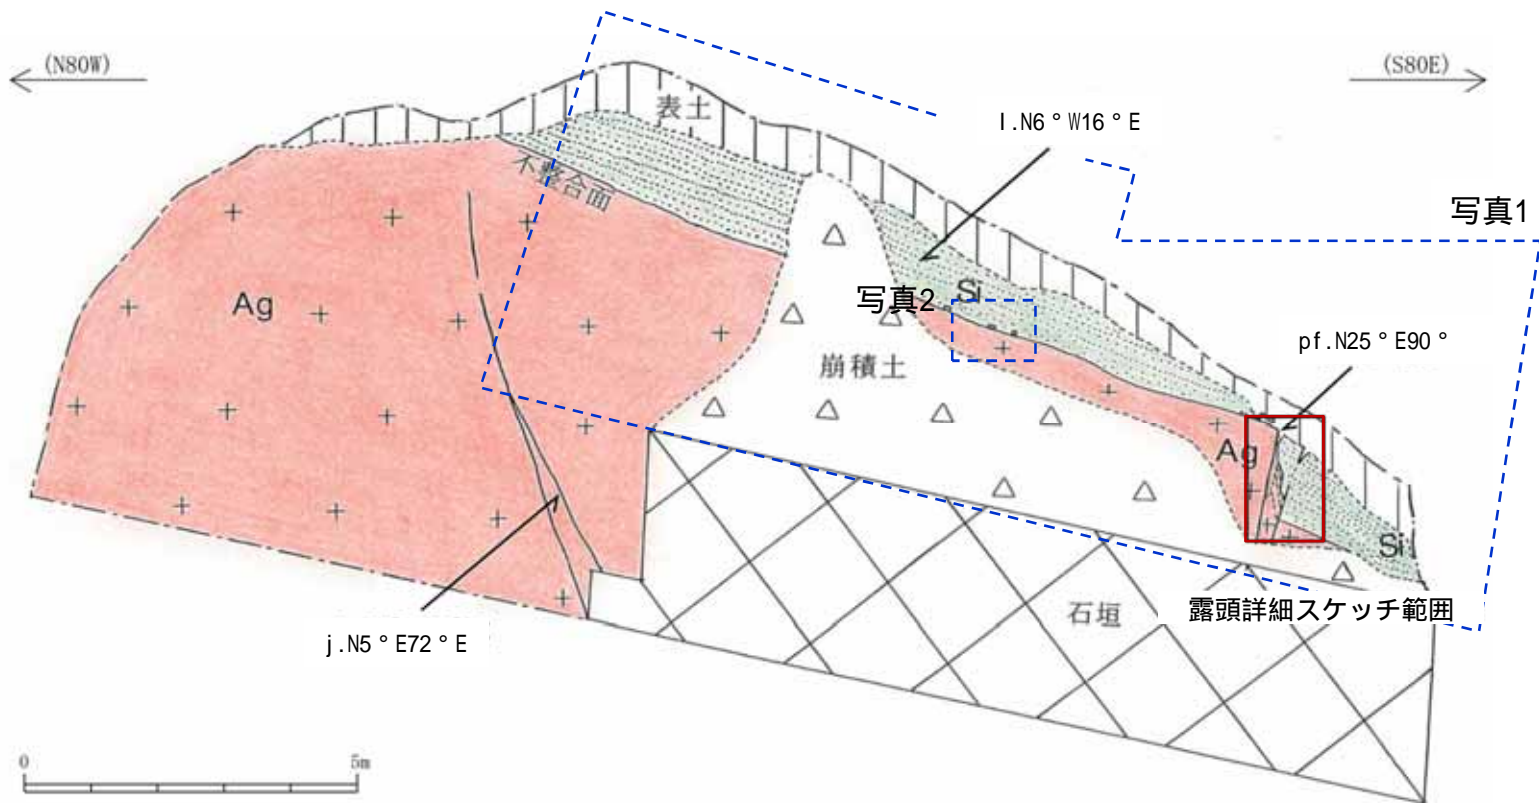 (N80W)
(S80E)
表土
l.N6°W16°E
不整合面
写真1
Ag
写真2
Si
pf.N25°E90°
崩積土
Ag
Si
露頭詳細スケッチ範囲
石垣
j.N5°E72°E
0
5m